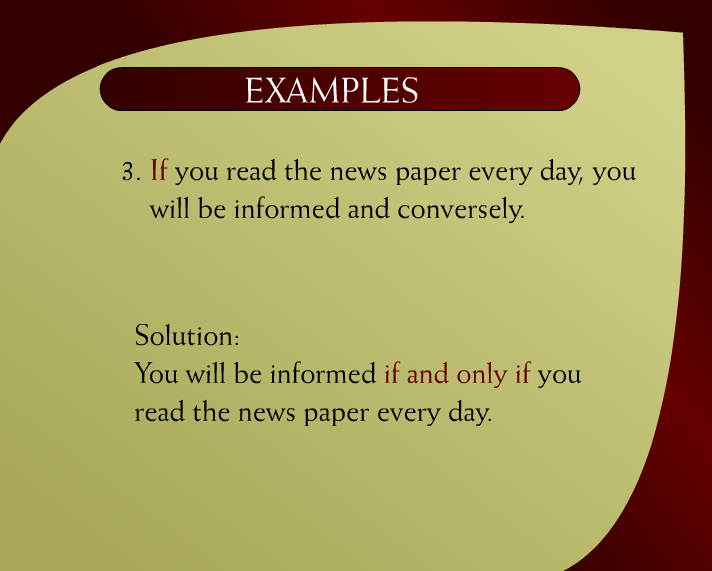 EXAMPLES
3. If you read the news paper every day, you
will be informed and conversely.
Solution:
You will be informed if and only if you
read the news paper every day.